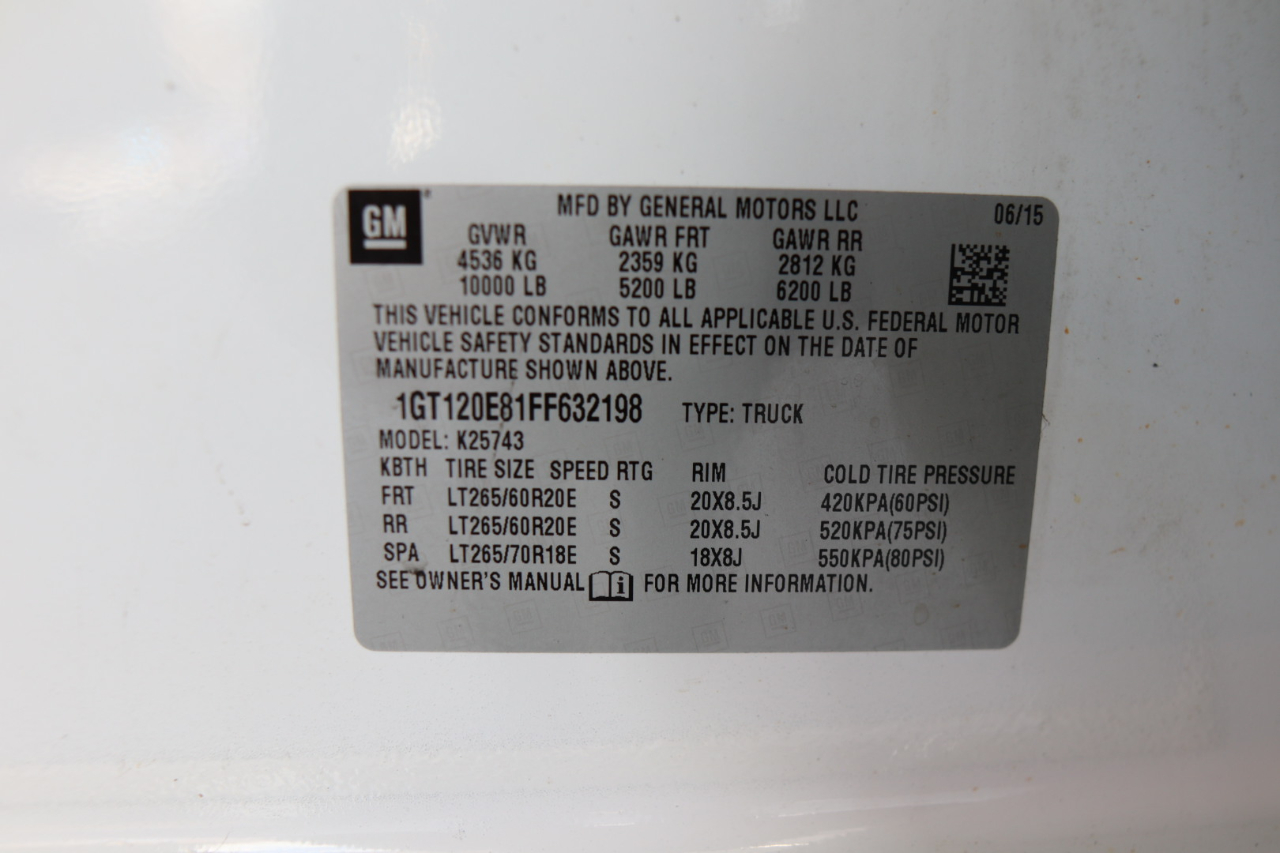 GM
MFD BY GENERAL MOTORS LLC 06/15
GVWR GAWR FRT GAWR RR
4536 KG 2359 KG 2812 KG
10000 LB 5200 LB 6200 LB
THIS VEHICLE CONFORMS TO ALL APPLICABLE U.S. FEDERAL MOTOR
VEHICLE SAFETY STANDARDS IN EFFECT ON THE DATE OF
MANUFACTURE SHOWN ABOVE.
1GT120E81FF632198 TYPE: TRUCK
MODEL: K25743
KBTH TIRE SIZE SPEED RTG RIM COLD TIRE PRESSURE
FRT LT265/60R20E S 20X8.5J 420KPA(60PSI)
RR LT265/60R20E S 20X8.5J 520KPA(75PSI)
SPA LT265/70R18E S 18X8J 550KPA(80PSI)
SEE OWNER'S MANUAL i FOR MORE INFORMATION.